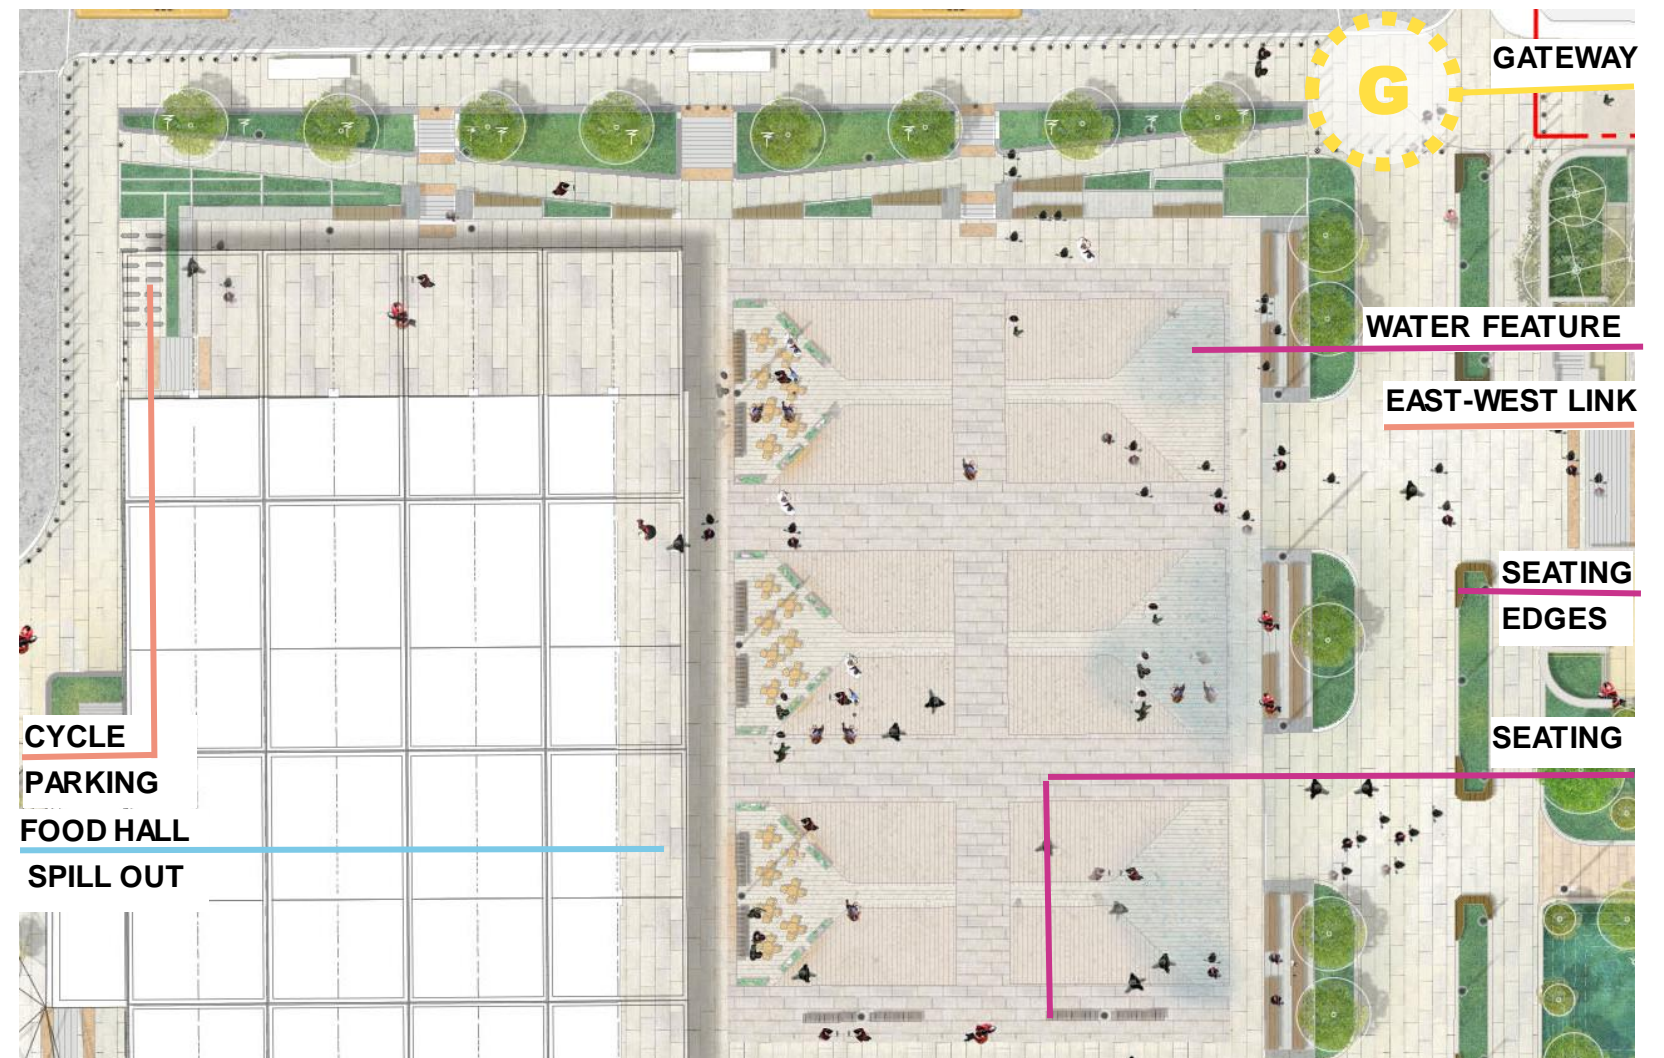 G
GATEWAY
WATER FEATURE
EAST-WEST LINK
SEATING
EDGES
SEATING
CYCLE
PARKING
FOOD HALL
SPILL OUT